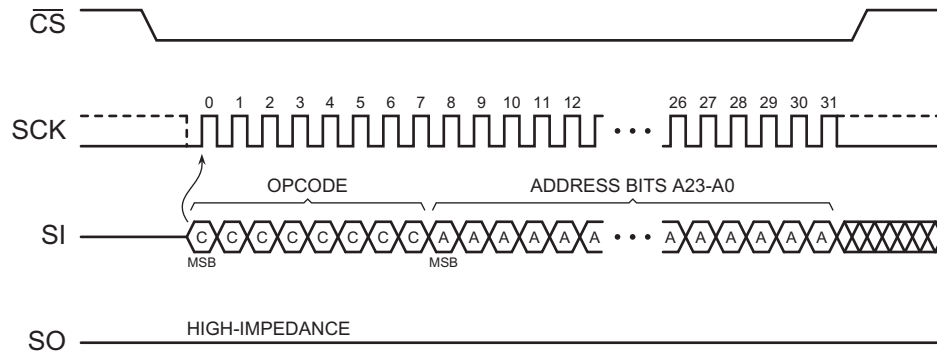 CS
SCK 0 1 2 3 4 5 6 7 8 9 10 11 12 26 27 28 29 30 31
OPCODE ADDRESS BITS A23-A0
SI C C C C C C C C A A A A A A A A A A A A
MSB MSB
HIGH-IMPEDANCE
SO